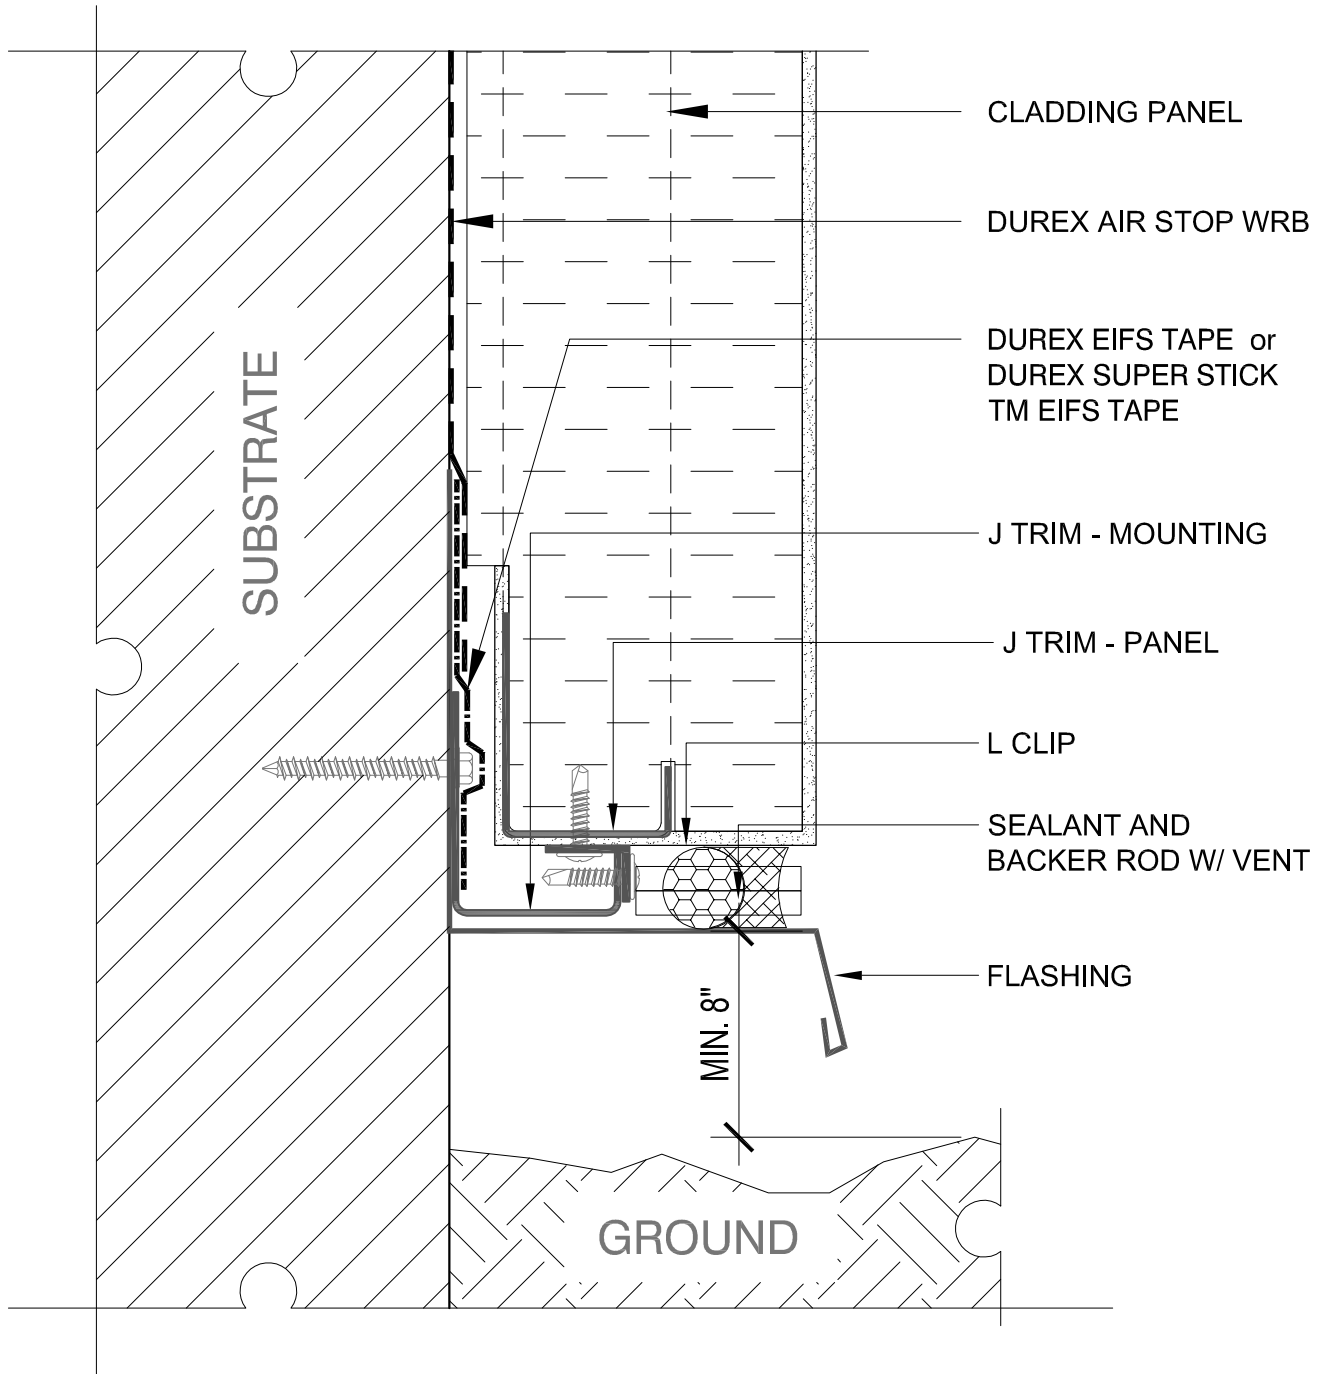 CLADDING PANEL
DUREX AIR STOP WRB
DUREX EIFS TAPE or
DUREX SUPER STICK
TM EIFS TAPE
SUBSTRATE
J TRIM - MOUNTING
J TRIM - PANEL
L CLIP
SEALANT AND
BACKER ROD W/ VENT
FLASHING
MIN. 8"
GROUND